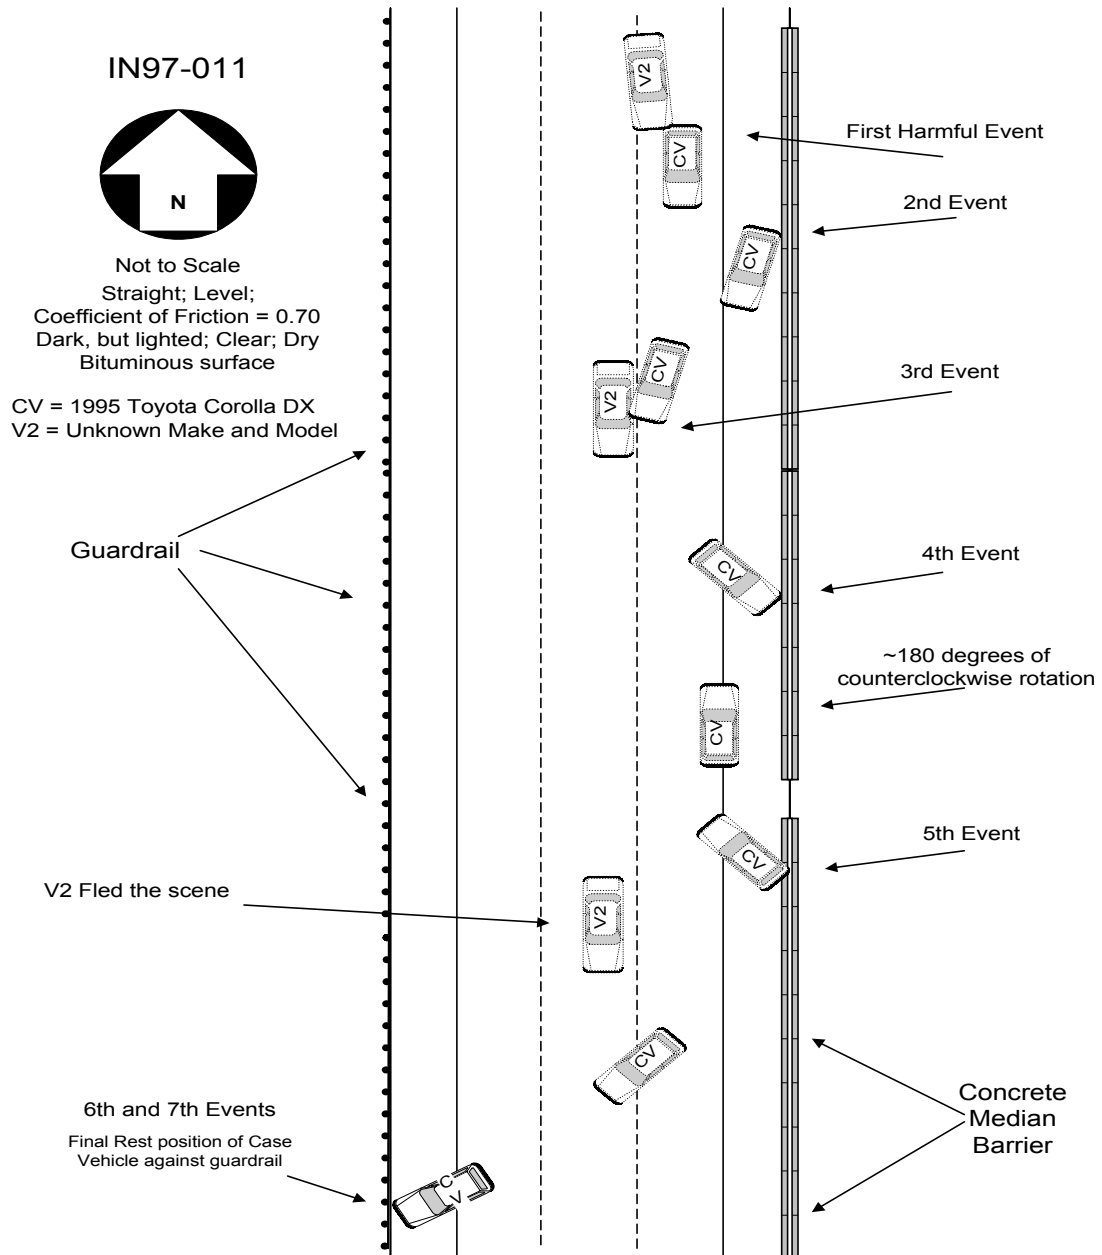 IN97-011
N
Not to Scale
Straight; Level;
Coefficient of Friction = 0.70
Dark, but lighted; Clear; Dry
Bituminous surface
CV = 1995 Toyota Corolla DX
V2 = Unknown Make and Model
V2
CV
First Harmful Event
CV
2nd Event
V2
CV
3rd Event
Guardrail
CV
4th Event
CV
~180 degrees of
counterclockwise rotation
CV
5th Event
V2 Fled the scene
V2
CV
6th and 7th Events
Final Rest position of Case
Vehicle against guardrail
C
V
Concrete
Median
Barrier